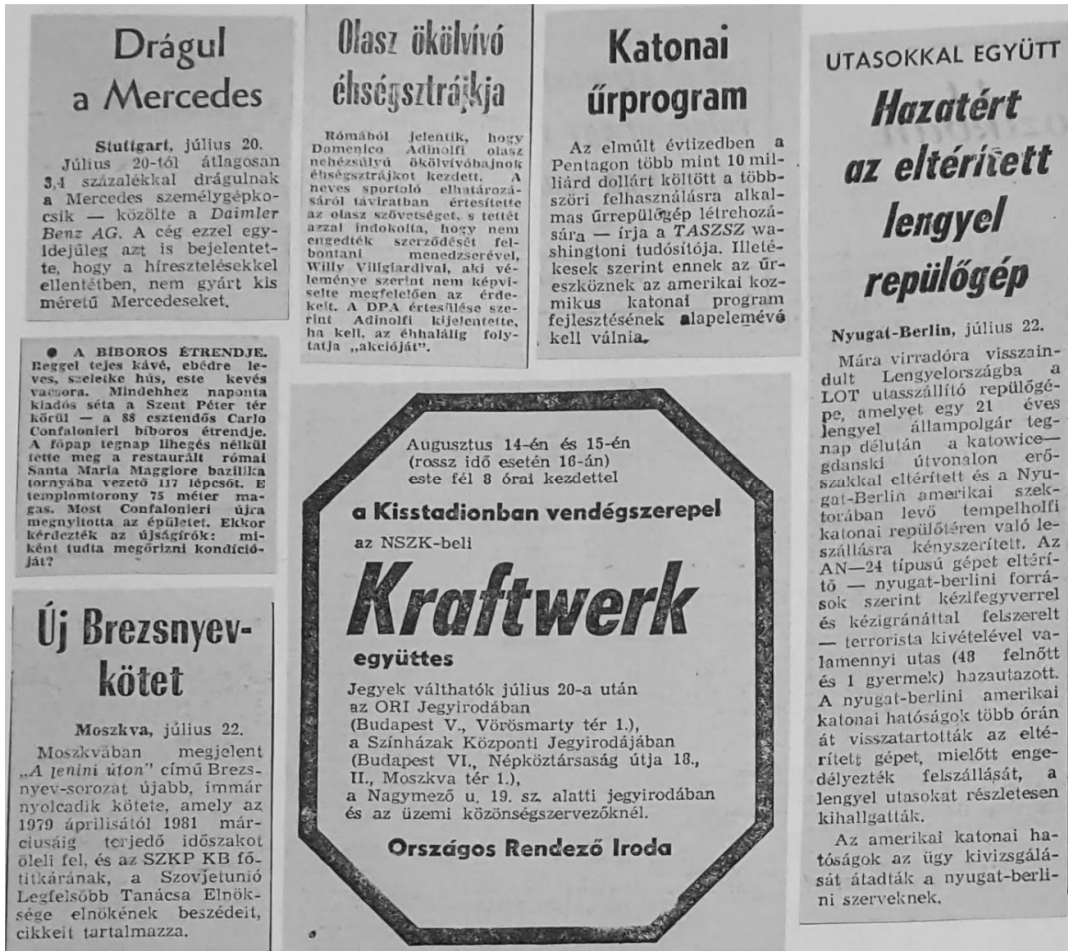 Drágul
a Mercedes
Stuttgart, július 20.
Július 20-tól átlagosan
3,4 százalékkal drágulnak
a Mercedes személygépko-
csik — közölte a Daimler
Benz AG. A cég ezzel egy-
idejűleg azt is bejelentet-
te, hogy a híresztelésekkel
ellentétben, nem gyárt kis
méretű Mercedeseket.
● A BÍBOROS ÉTRENDJE.
Reggel tejes kávé, ebédre le-
ves, szeletke hús, este kevés
vacsora. Mindehhez naponta
kiadós séta a Szent Péter tér
körül — a 88 esztendős Carlo
Confalonieri bíboros étrendje.
A főpap tegnap lihegés nélkül
tette meg a restaurált római
Santa Maria Maggiore bazilika
tornyába vezető 117 lépcsőt. E
templomtorony 75 méter ma-
gas. Most Confalonieri újra
megnyitotta az épületet. Ekkor
kérdezték az újságírók: mi-
ként tudta megőrizni kondíció-
ját?
Új Brezsnyev-
kötet
Moszkva, július 22.
Moszkvában megjelent
„A lenini úton” című Brezs-
nyev-sorozat újabb, immár
nyolcadik kötete, amely az
1979 áprilisától 1981 már-
ciusáig terjedő időszakot
öleli fel, és az SZKP KB fő-
titkárának, a Szovjetunió
Legfelsőbb Tanácsa Elnök-
sége elnökének beszédeit,
cikkeit tartalmazza.
Olasz ökölvívó
éhségsztrájkja
Rómából jelentik, hogy
Domenico Adinolfi olasz
nehézsúlyú ökölvívóbajnok
éhségsztrájkot kezdett. A
neves sportoló elhatározá-
sáról táviratban értesítette
az olasz szövetséget, s tettét
azzal indokolta, hogy nem
engedték szerződését fel-
bontani menedzserével,
Willy Villgiardival, aki vé-
leménye szerint nem képvi-
selte megfelelően az érde-
keit. A DPA értesülése sze-
rint Adinolfi kijelentette,
ha kell, az éhhalálig foly-
tatja „akcióját”.
Katonai
űrprogram
Az elmúlt évtizedben a
Pentagon több mint 10 mil-
liárd dollárt költött a több-
szöri felhasználásra alkal-
mas űrrepülőgép létrehozá-
sára — írja a TASZSZ wa-
shingtoni tudósítója. Illeté-
kesek szerint ennek az űr-
eszköznek az amerikai koz-
mikus katonai program
fejlesztésének alapelemévé
kell válnia.
Augusztus 14-én és 15-én
(rossz idő esetén 16-án)
este fél 8 órai kezdettel
a Kisstadionban vendégszerepel
az NSZK-beli
Kraftwerk
együttes
Jegyek válthatók július 20-a után
az ORI Jegyirodában
(Budapest V., Vörösmarty tér 1.),
a Színházak Központi Jegyirodájában
(Budapest VI., Népköztársaság útja 18.,
II., Moszkva tér 1.),
a Nagymező u. 19. sz. alatti jegyirodában
és az üzemi közönségszervezőknél.
Országos Rendező Iroda
UTASOKKAL EGYÜTT
Hazatért
az eltérített
lengyel
repülőgép
Nyugat-Berlin, július 22.
Mára virradóra visszain-
dult Lengyelországba a
LOT utasszállító repülőgé-
pe, amelyet egy 21 éves
lengyel állampolgár teg-
nap délután a katowice—
gdanski útvonalon erő-
szakkal eltérített és a Nyu-
gat-Berlin amerikai szek-
torában levő tempelhofi
katonai repülőtéren való le-
szállásra kényszerített. Az
AN—24 típusú gépet eltérí-
tő — nyugat-berlini forrá-
sok szerint kézifegyverrel
és kézigránáttal felszerelt
— terrorista kivételével va-
lamennyi utas (48 felnőtt
és 1 gyermek) hazautazott.
A nyugat-berlini amerikai
katonai hatóságok több órán
át visszatartották az elté-
rített gépet, mielőtt enge-
délyezték felszállását, a
lengyel utasokat részletesen
kihallgatták.
Az amerikai katonai ha-
tóságok az ügy kivizsgálá-
sát átadták a nyugat-berli-
ni szerveknek.